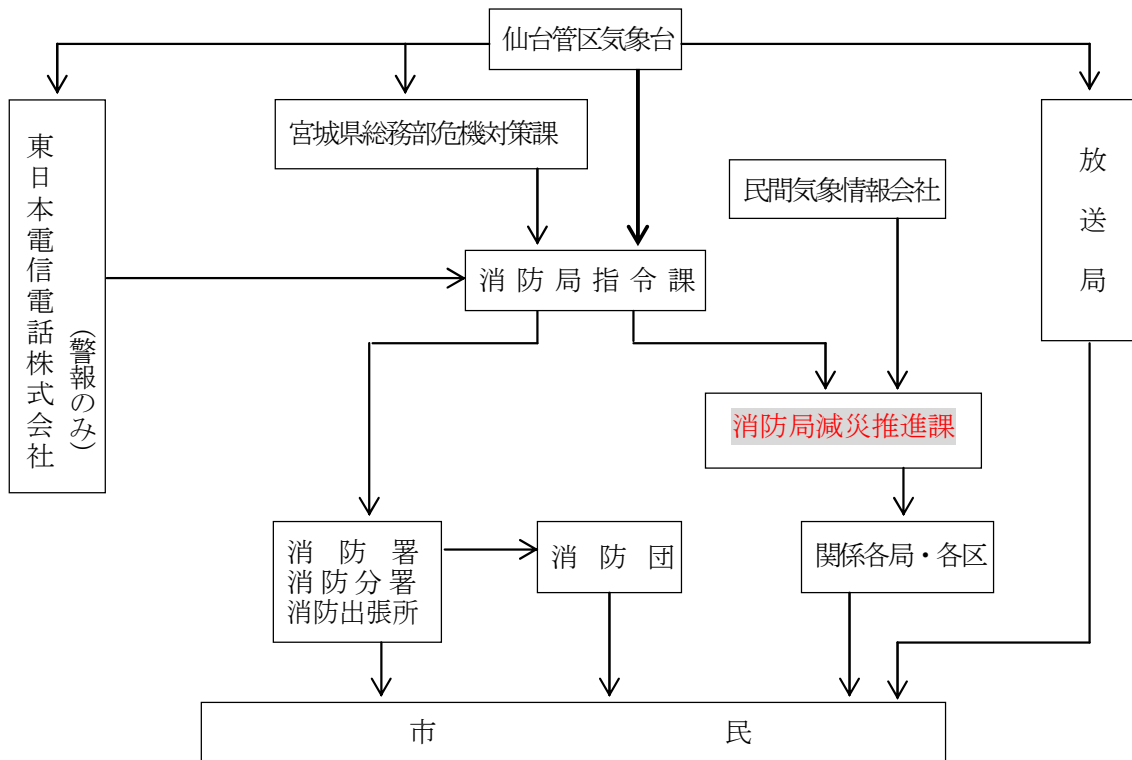 仙台管区気象台
宮城県総務部危機対策課
民間気象情報会社
放送局
東日本電信電話株式会社
(警報のみ)
消防局指令課
消防局減災推進課
消防署
消防分署
消防出張所
消防団
関係各局・各区
市民